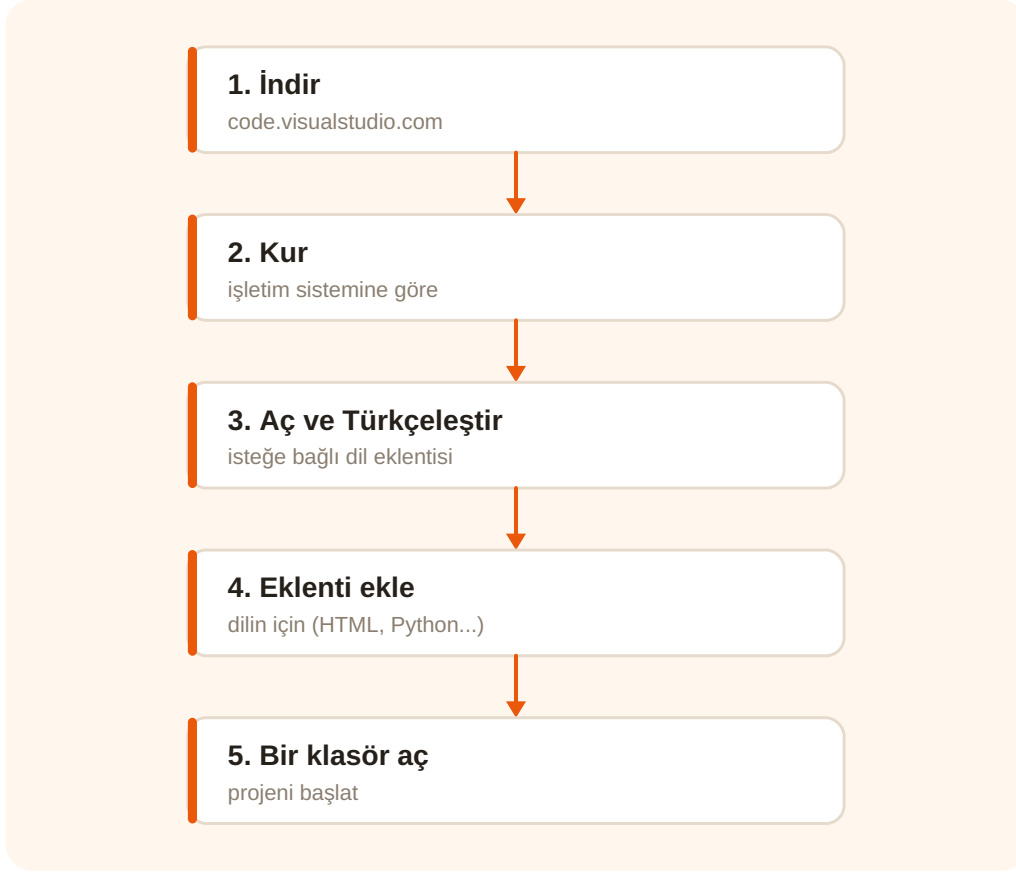 1. İndir
code.visualstudio.com
2. Kur
işletim sistemine göre
3. Aç ve Türkçeleştir
isteğe bağlı dil eklentisi
4. Eklenti ekle
dilin için (HTML, Python...)
5. Bir klasör aç
projeni başlat